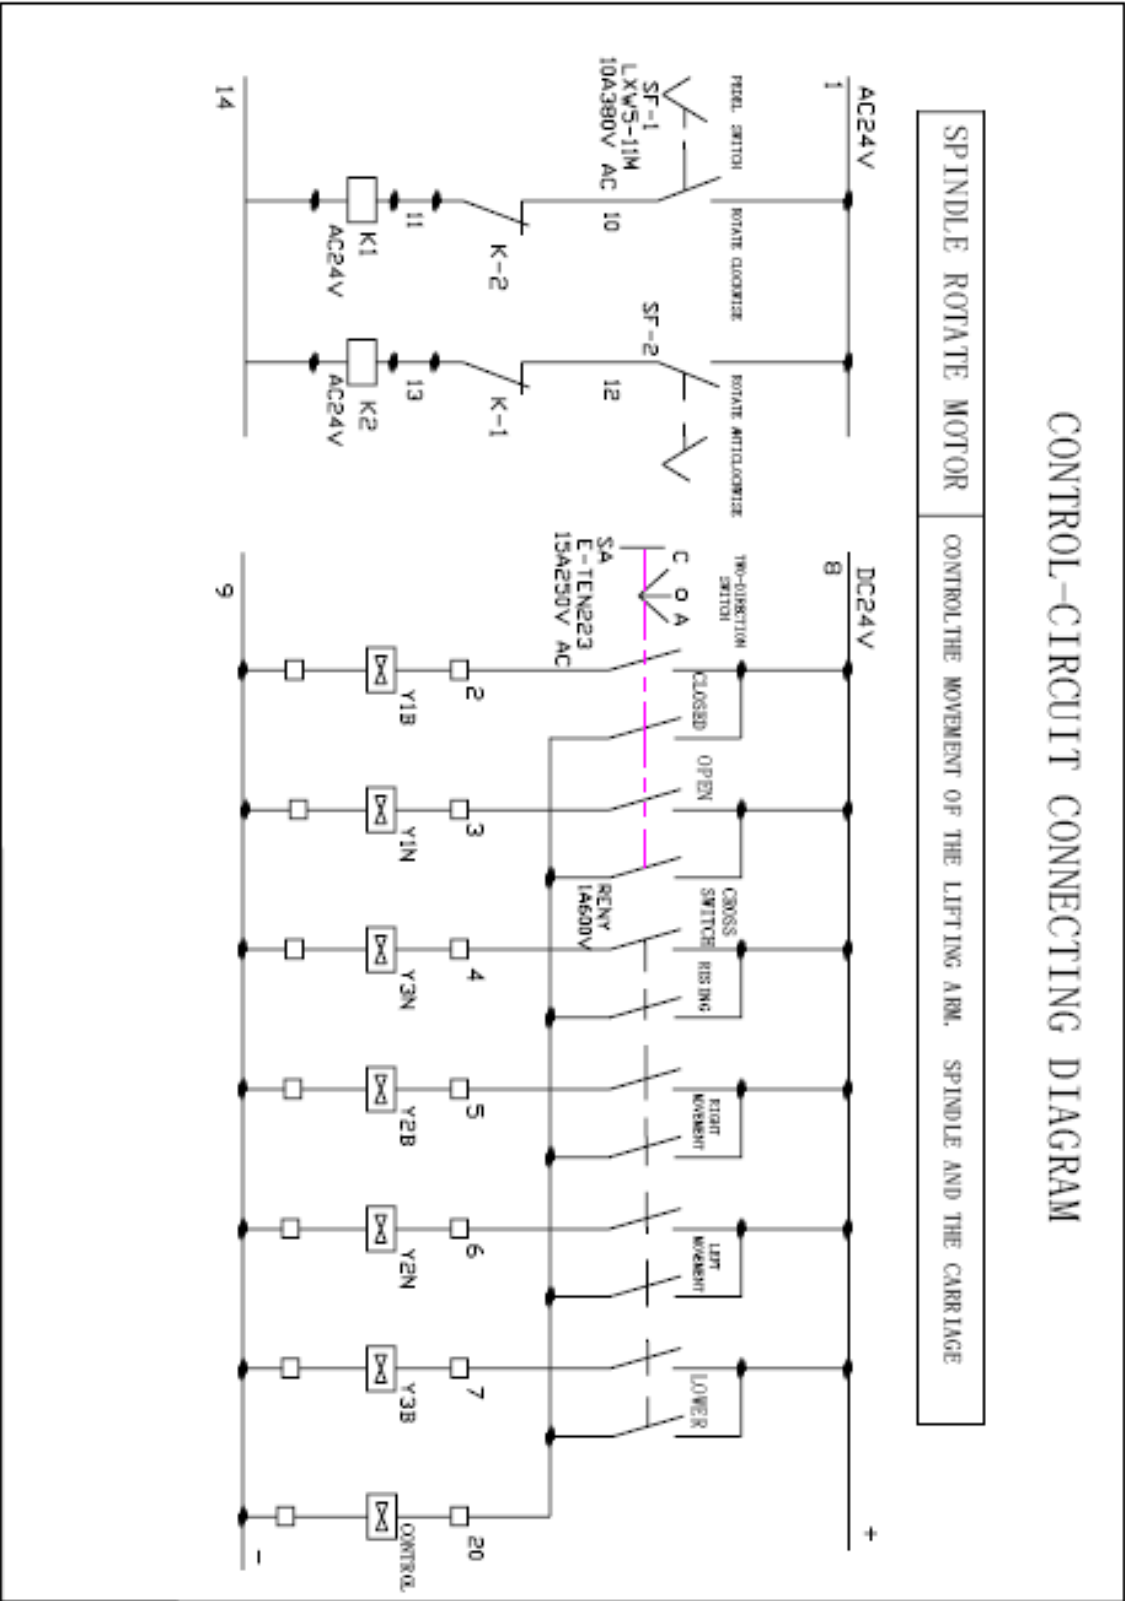 CONTROL-CIRCUIT CONNECTING DIAGRAM
SPINDLE ROTATE MOTOR
CONTROL THE MOVEMENT OF THE LIFTING ARM. SPINDLE AND THE CARRIAGE
AC24V
1
DC24V
8
+
PEDEL SWITCH
ROTATE CLOCKWISE
ROTATE ANTICLOCKWISE
TWO-DIRECTION
SWITCH
CLOSED
OPEN
CROSS
SWITCH
RISING
RIGHT
MOVEMENT
LEFT
MOVEMENT
LOWER
SF-1
LXW5-11M
10A380V AC
SF-2
C O A
SA
E-TEN223
15A250V AC
RENY
1A600V
10
12
K-2
K-1
11
13
2
3
4
5
6
7
20
K1
AC24V
K2
AC24V
Y1B
Y1N
Y3N
Y2B
Y2N
Y3B
CONTROL
14
9
-